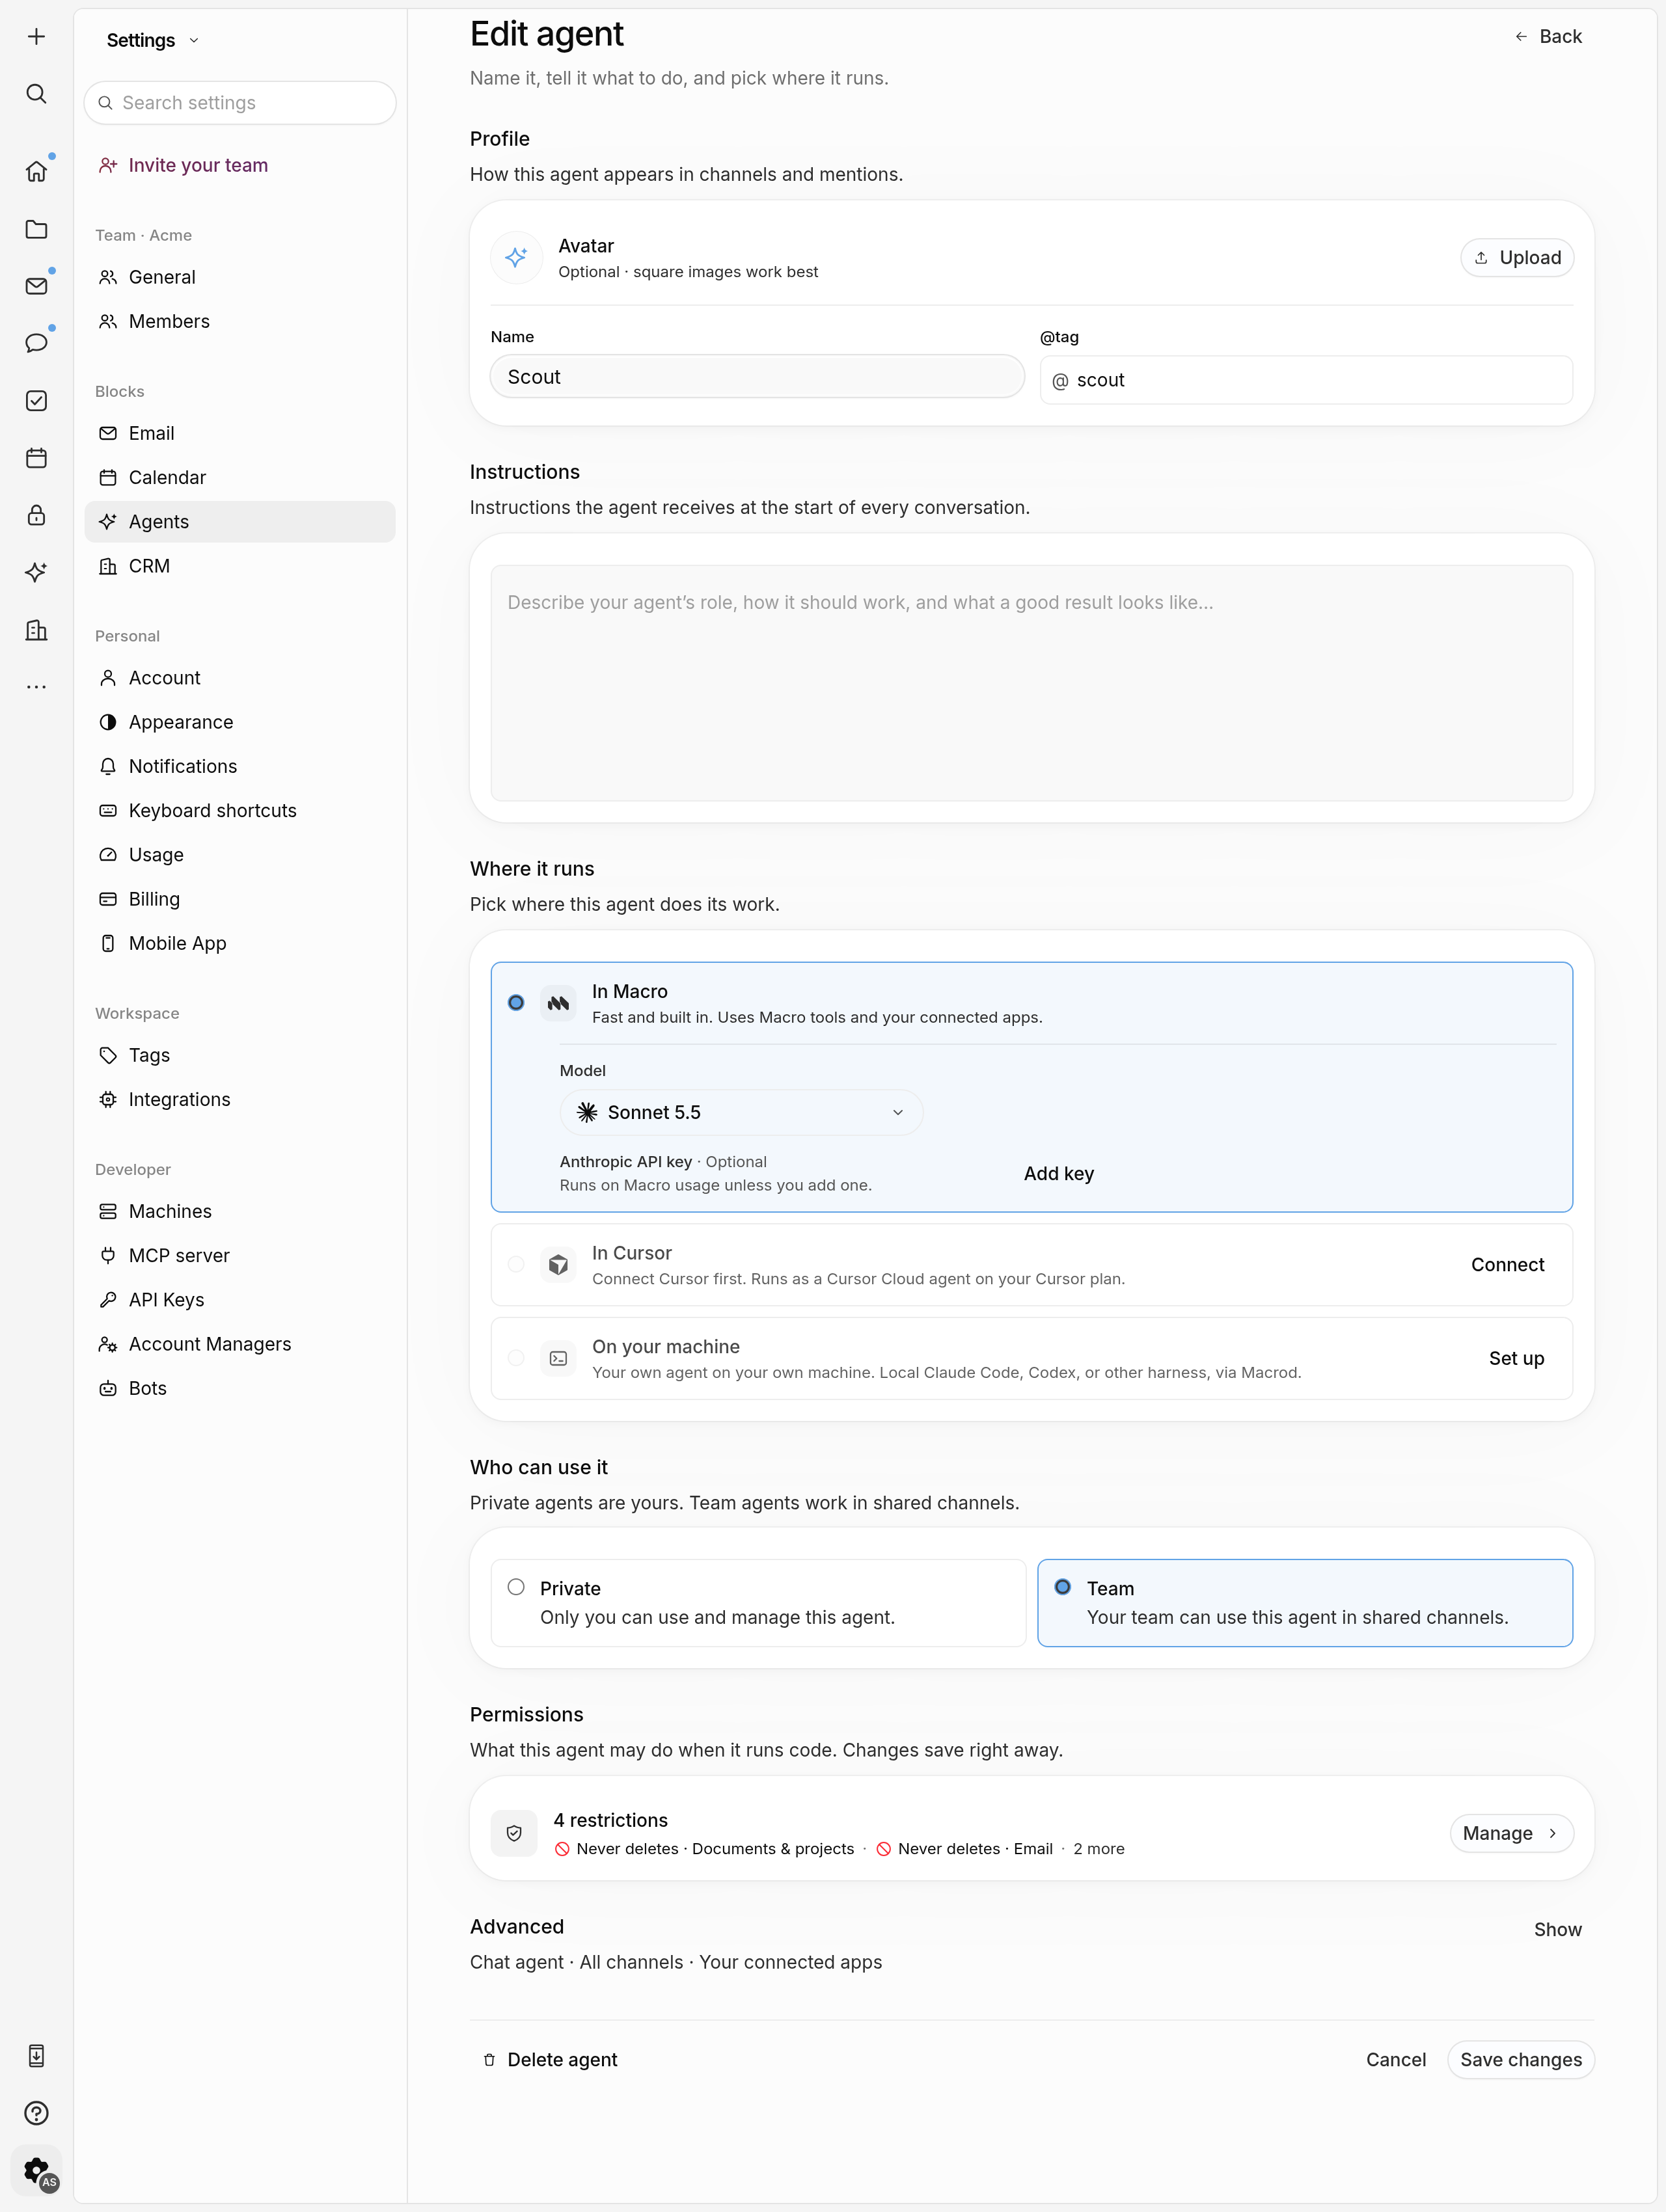 Settings
Search settings
Invite your team
Team · Acme
General
Members
Blocks
Email
Calendar
Agents
CRM
Personal
Account
Appearance
Notifications
Keyboard shortcuts
Usage
Billing
Mobile App
Workspace
Tags
Integrations
Developer
Machines
MCP server
API Keys
Account Managers
Bots
AS
Edit agent
Back
Name it, tell it what to do, and pick where it runs.
Profile
How this agent appears in channels and mentions.
Avatar
Optional · square images work best
Upload
Name
@tag
Scout
@ scout
Instructions
Instructions the agent receives at the start of every conversation.
Describe your agent’s role, how it should work, and what a good result looks like...
Where it runs
Pick where this agent does its work.
In Macro
Fast and built in. Uses Macro tools and your connected apps.
Model
Sonnet 5.5
Anthropic API key · Optional
Runs on Macro usage unless you add one.
Add key
In Cursor
Connect Cursor first. Runs as a Cursor Cloud agent on your Cursor plan.
Connect
On your machine
Your own agent on your own machine. Local Claude Code, Codex, or other harness, via Macrod.
Set up
Who can use it
Private agents are yours. Team agents work in shared channels.
Private
Only you can use and manage this agent.
Team
Your team can use this agent in shared channels.
Permissions
What this agent may do when it runs code. Changes save right away.
4 restrictions
Never deletes · Documents & projects · Never deletes · Email · 2 more
Manage
Advanced
Show
Chat agent · All channels · Your connected apps
Delete agent
Cancel
Save changes